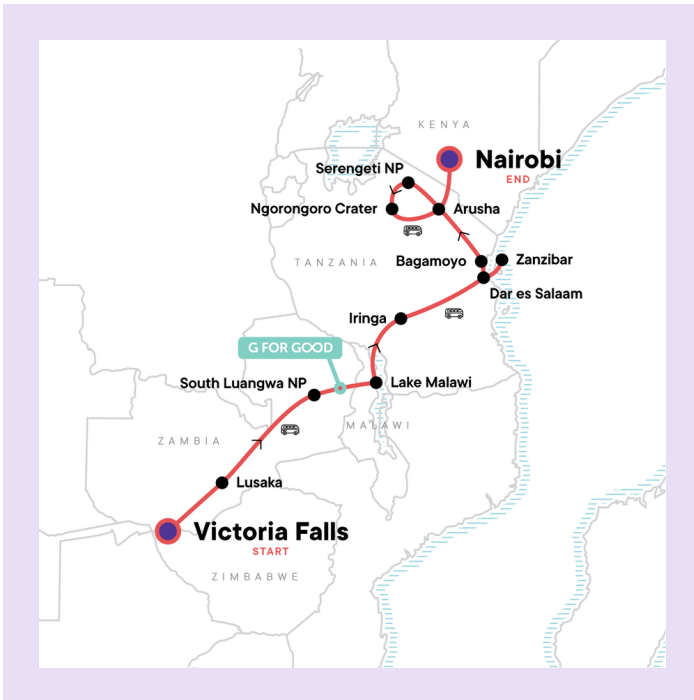 KENYA
Nairobi
END
Serengeti NP
Ngorongoro Crater
Arusha
TANZANIA
Bagamoyo
Zanzibar
Dar es Salaam
Iringa
G FOR GOOD
South Luangwa NP
Lake Malawi
MALAWI
ZAMBIA
Lusaka
Victoria Falls
START
ZIMBABWE